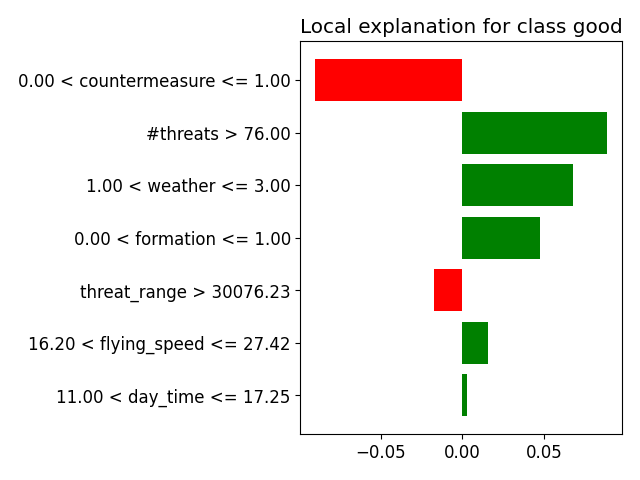 Local explanation for class good
0.00 < countermeasure <= 1.00
#threats > 76.00
1.00 < weather <= 3.00
0.00 < formation <= 1.00
threat_range > 30076.23
16.20 < flying_speed <= 27.42
11.00 < day_time <= 17.25
−0.05 0.00 0.05